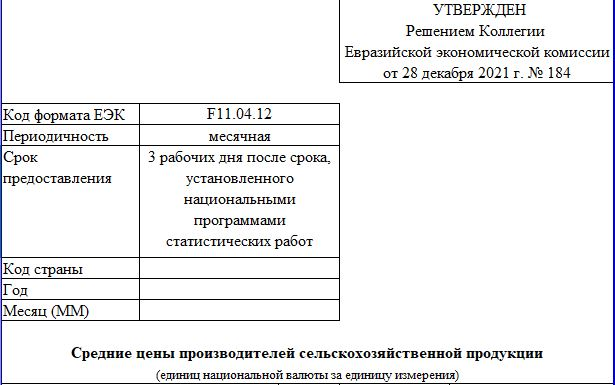 УТВЕРЖДЕН
Решением Коллегии
Евразийской экономической комиссии
от 28 декабря 2021 г. № 184
Код формата ЕЭК F11.04.12
Периодичность месячная
Срок 3 рабочих дня после срока,
предоставления установленного
национальными
программами
статистических работ
Код страны
Год
Месяц (ММ)
Средние цены производителей сельскохозяйственной продукции
(единиц национальной валюты за единицу измерения)